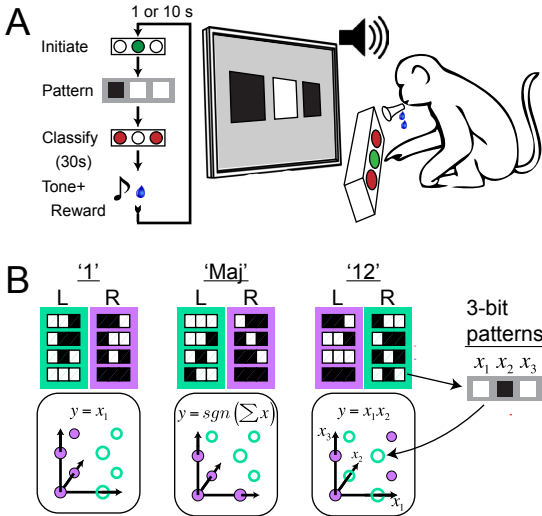 A
1 or 10 s
Initiate
Pattern
Classify
(30s)
Tone+
Reward
B
'1'
'Maj'
'12'
L R
L R
L R
3-bit
patterns
x₁ x₂ x₃
y = x₁
y = sgn (∑ x)
y = x₁x₂
x₃
x₂
x₁